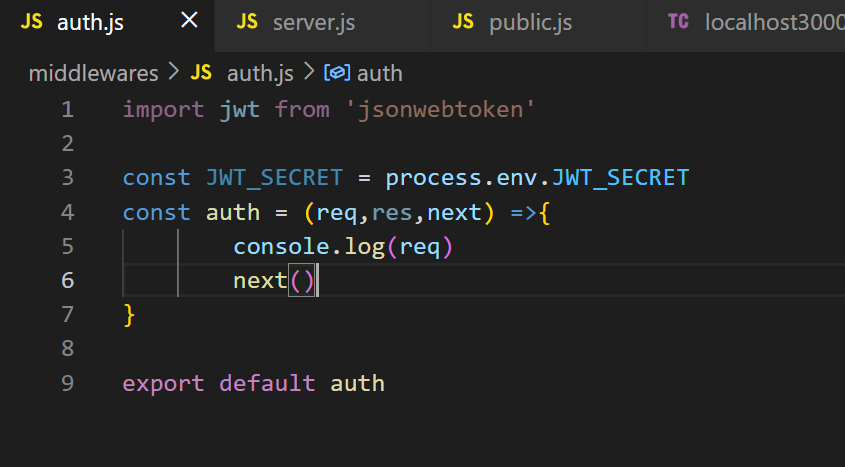 JS auth.js × JS server.js JS public.js TC localhost3000
middlewares > JS auth.js > auth
1 import jwt from 'jsonwebtoken'
2
3 const JWT_SECRET = process.env.JWT_SECRET
4 const auth = (req,res,next) =>{
5 console.log(req)
6 next()
7 }
8
9 export default auth